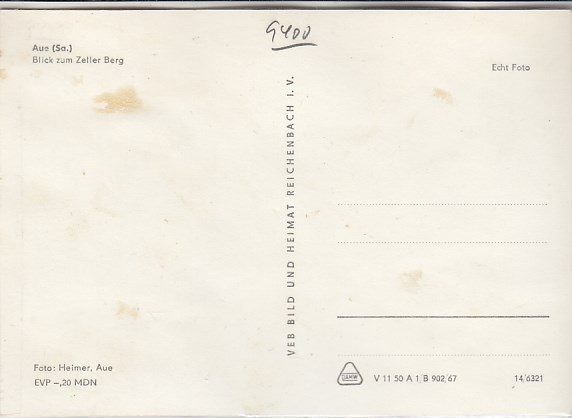 9400
Aue (Sa.)
Blick zum Zeller Berg
Echt Foto
VEB BILD UND HEIMAT REICHENBACH I. V.
Foto: Heimer, Aue
EVP –,20 MDN
DAMW
V 11 50 A 1/B 902/67
14/6321